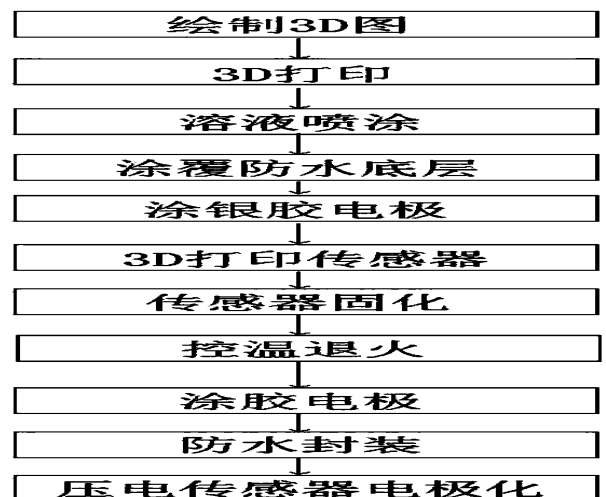 绘制3D图
3D打印
溶液喷涂
涂覆防水底层
涂银胶电极
3D打印传感器
传感器固化
控温退火
涂胶电极
防水封装
压电传感器电极化